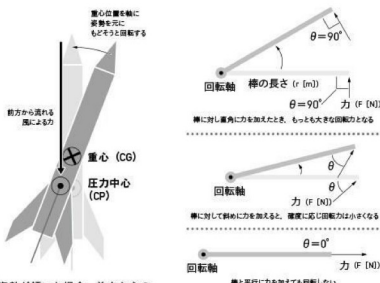 重心位置を軸に
姿勢を元に
もどそうと回転する
前方から流れる
風による力
重心（CG）
圧力中心
（CP）
θ=90°
回転軸
棒の長さ（r [m]）
θ=90°
力（F [N]）
棒に対し直角に力を加えたとき、もっとも大きな回転力となる
θ
θ
回転軸
力（F [N]）
棒に対して斜めに力を加えると、確度に応じ回転力は小さくなる
θ=0°
回転軸
力（F [N]）
棒と平行に力を加えても回転しない